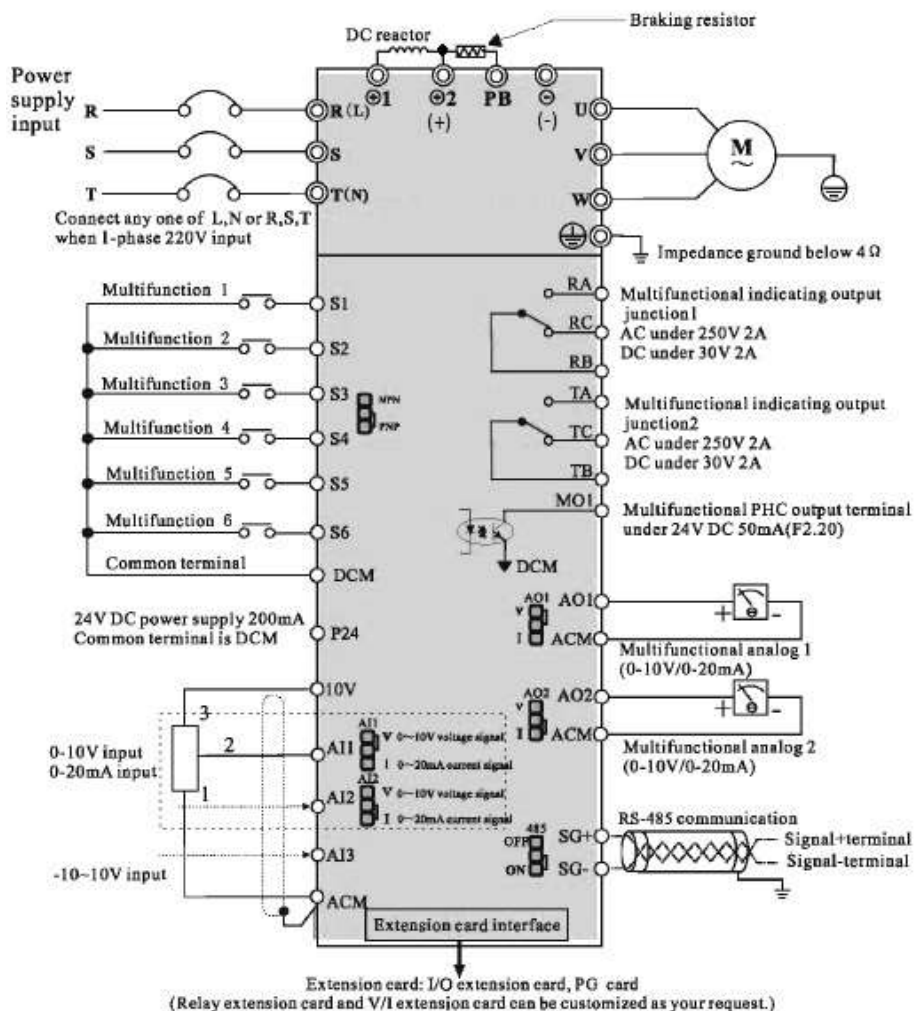 Braking resistor
DC reactor
Power
supply
input
⊕1
⊕2
PB
⊖
(+)
(-)
R
R(L)
U
S
S
V
M
~
T
T(N)
W
Connect any one of L,N or R,S,T
when 1-phase 220V input
Impedance ground below 4Ω
Multifunction 1
S1
Multifunction 2
S2
Multifunction 3
S3
Multifunction 4
S4
Multifunction 5
S5
Multifunction 6
S6
Common terminal
DCM
NPN
PNP
RA
RC
RB
Multifunctional indicating output
junction1
AC under 250V 2A
DC under 30V 2A
TA
TC
TB
Multifunctional indicating output
junction2
AC under 250V 2A
DC under 30V 2A
MO1
Multifunctional PHC output terminal
under 24V DC 50mA(F2.20)
DCM
24V DC power supply 200mA
Common terminal is DCM
P24
AO1
V
I
AO1
ACM
+
-
Multifunctional analog 1
(0-10V/0-20mA)
AO2
V
I
AO2
ACM
+
-
Multifunctional analog 2
(0-10V/0-20mA)
10V
3
2
1
0-10V input
0-20mA input
AI1
AI1
V 0~10V voltage signal
I 0~20mA current signal
AI2
AI2
V 0~10V voltage signal
I 0~20mA current signal
AI3
-10~10V input
ACM
485
OFF
ON
SG+
SG-
RS-485 communication
Signal+terminal
Signal-terminal
Extension card interface
Extension card: I/O extension card, PG card
(Relay extension card and V/I extension card can be customized as your request.)